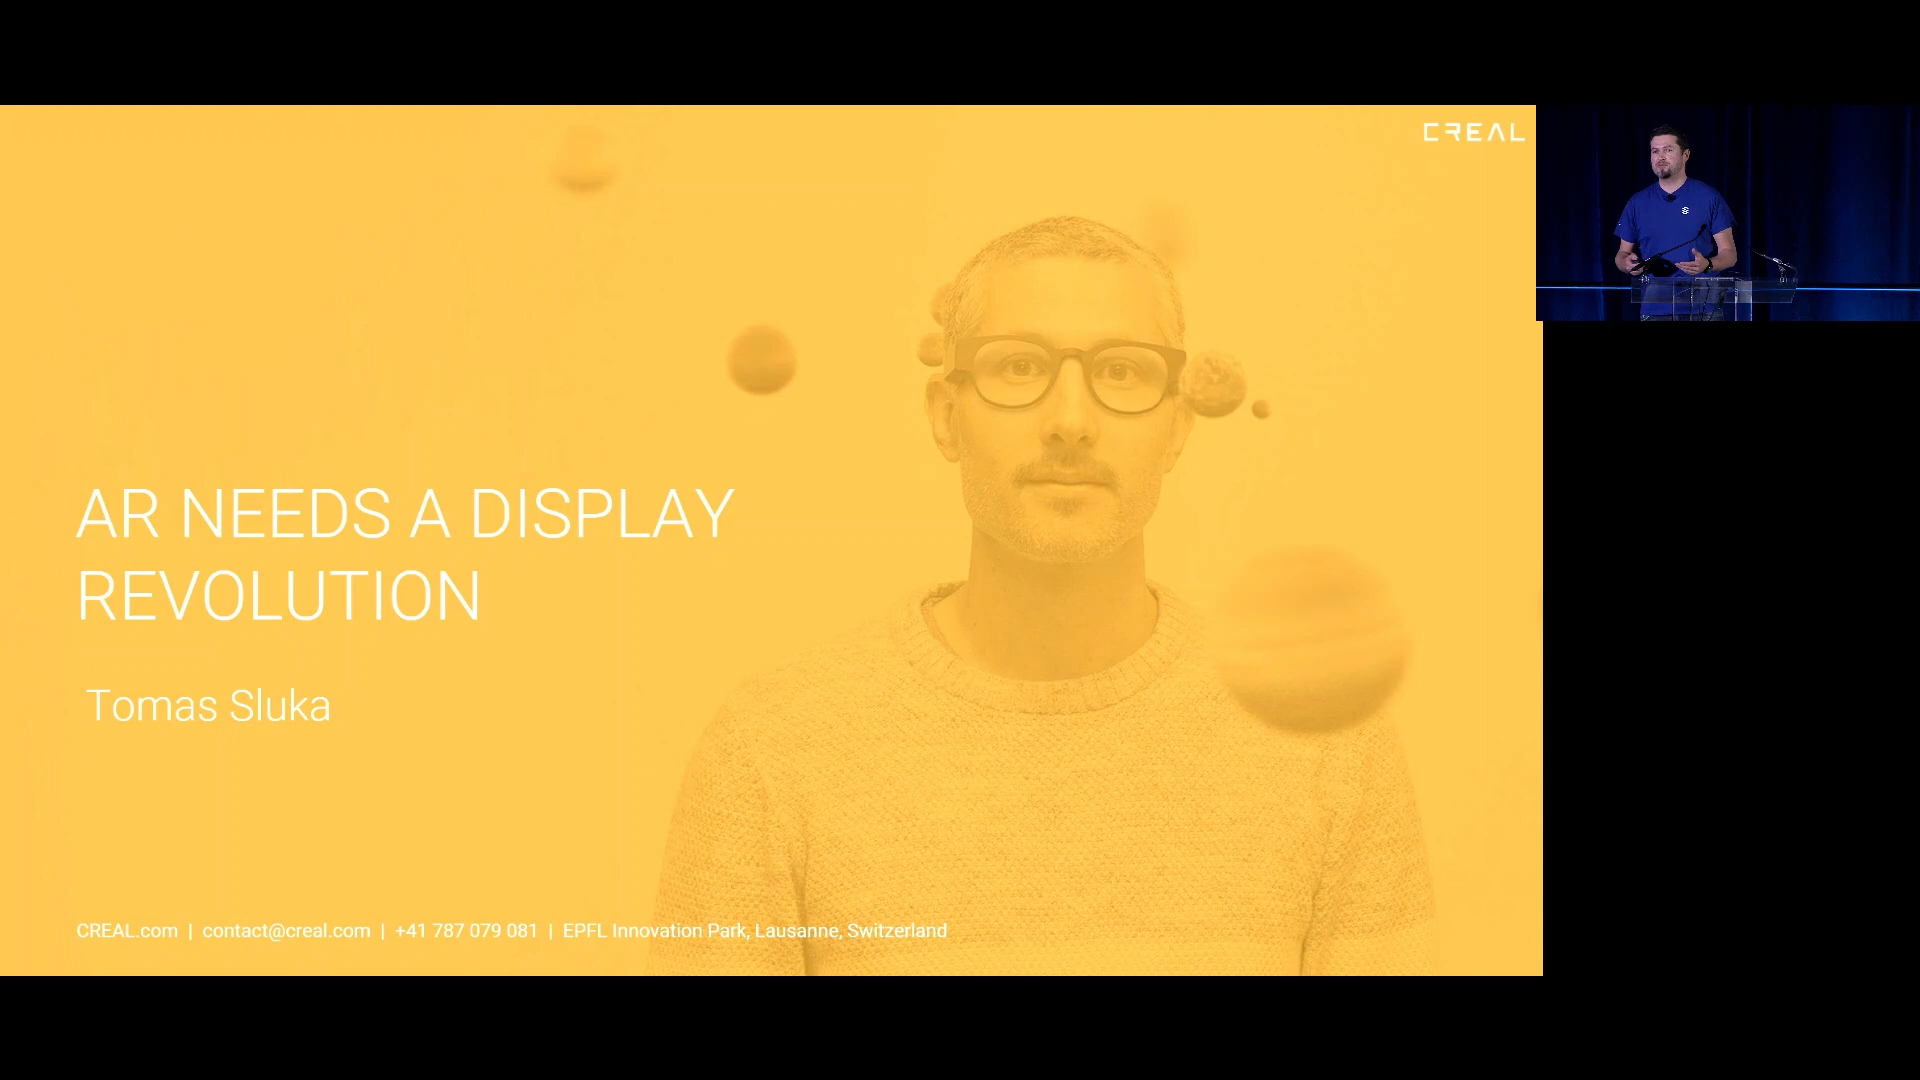 CREAL
AR NEEDS A DISPLAY
REVOLUTION
Tomas Sluka
CREAL.com | contact@creal.com | +41 787 079 081 | EPFL Innovation Park, Lausanne, Switzerland